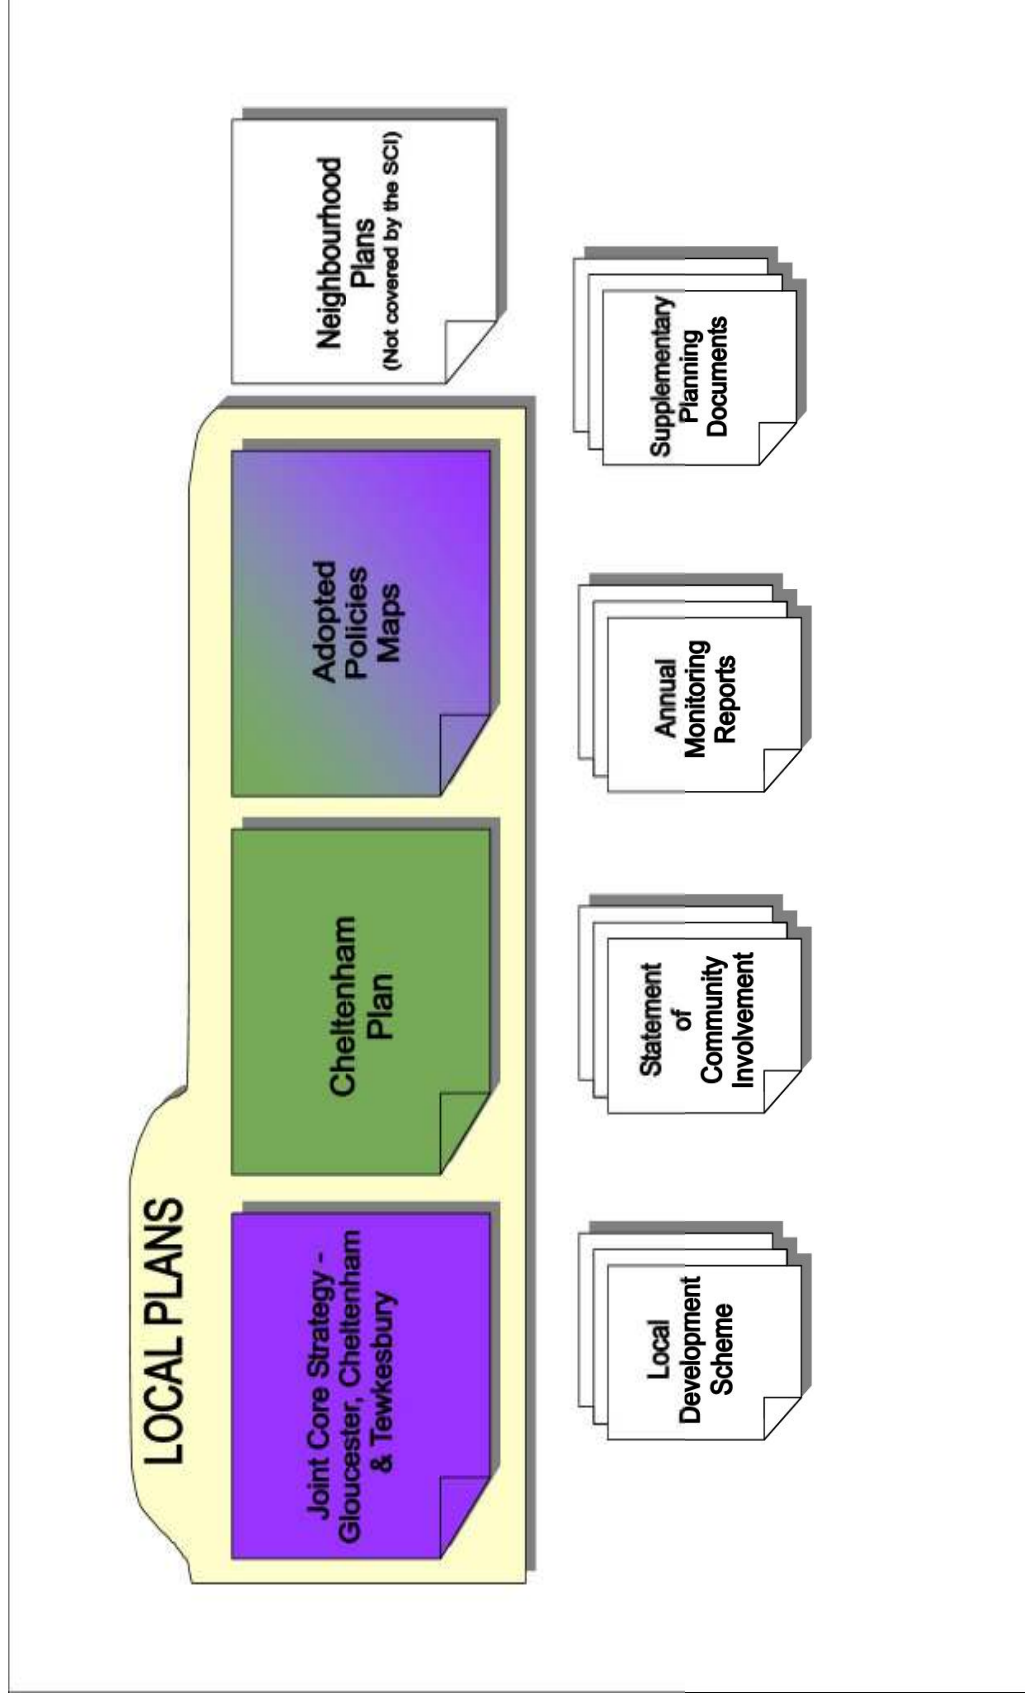 LOCAL PLANS
Joint Core Strategy -
Gloucester, Cheltenham
& Tewkesbury
Cheltenham
Plan
Adopted
Policies
Maps
Neighbourhood
Plans
(Not covered by the SCI)
Local
Development
Scheme
Statement
of
Community
Involvement
Annual
Monitoring
Reports
Supplementary
Planning
Documents